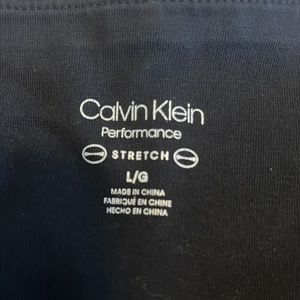 Calvin Klein
Performance
STRETCH
L/G
MADE IN CHINA
FABRIQUÉ EN CHINE
HECHO EN CHINA